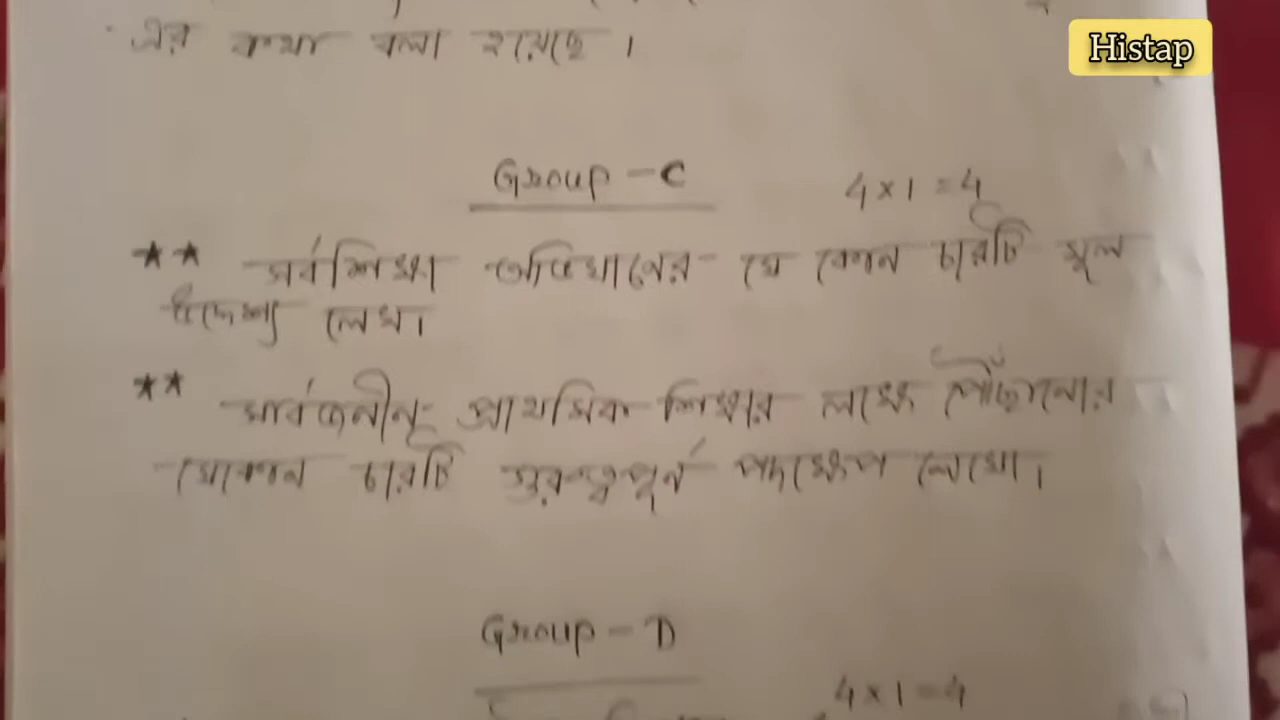 এর কথা বলা হয়েছে।
Histap
Group - C
4 x 1 = 4
** সর্বশিক্ষা অভিযানের যে কোন চারটি মূল
উদ্দেশ্য লেখ।
** সার্বজনীন প্রাথমিক শিক্ষার লক্ষে পৌঁছানোর
যেকোন চারটি গুরুত্বপূর্ন পদক্ষেপ লেখো।
Group - D
4 x 1 = 4